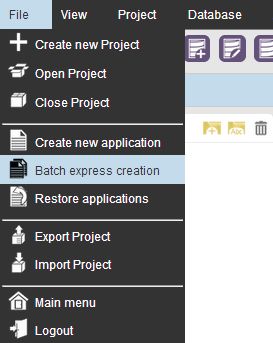 File View Project Database
Create new Project
Open Project
Close Project
Create new application
Batch express creation
Restore applications
Export Project
Import Project
Main menu
Logout